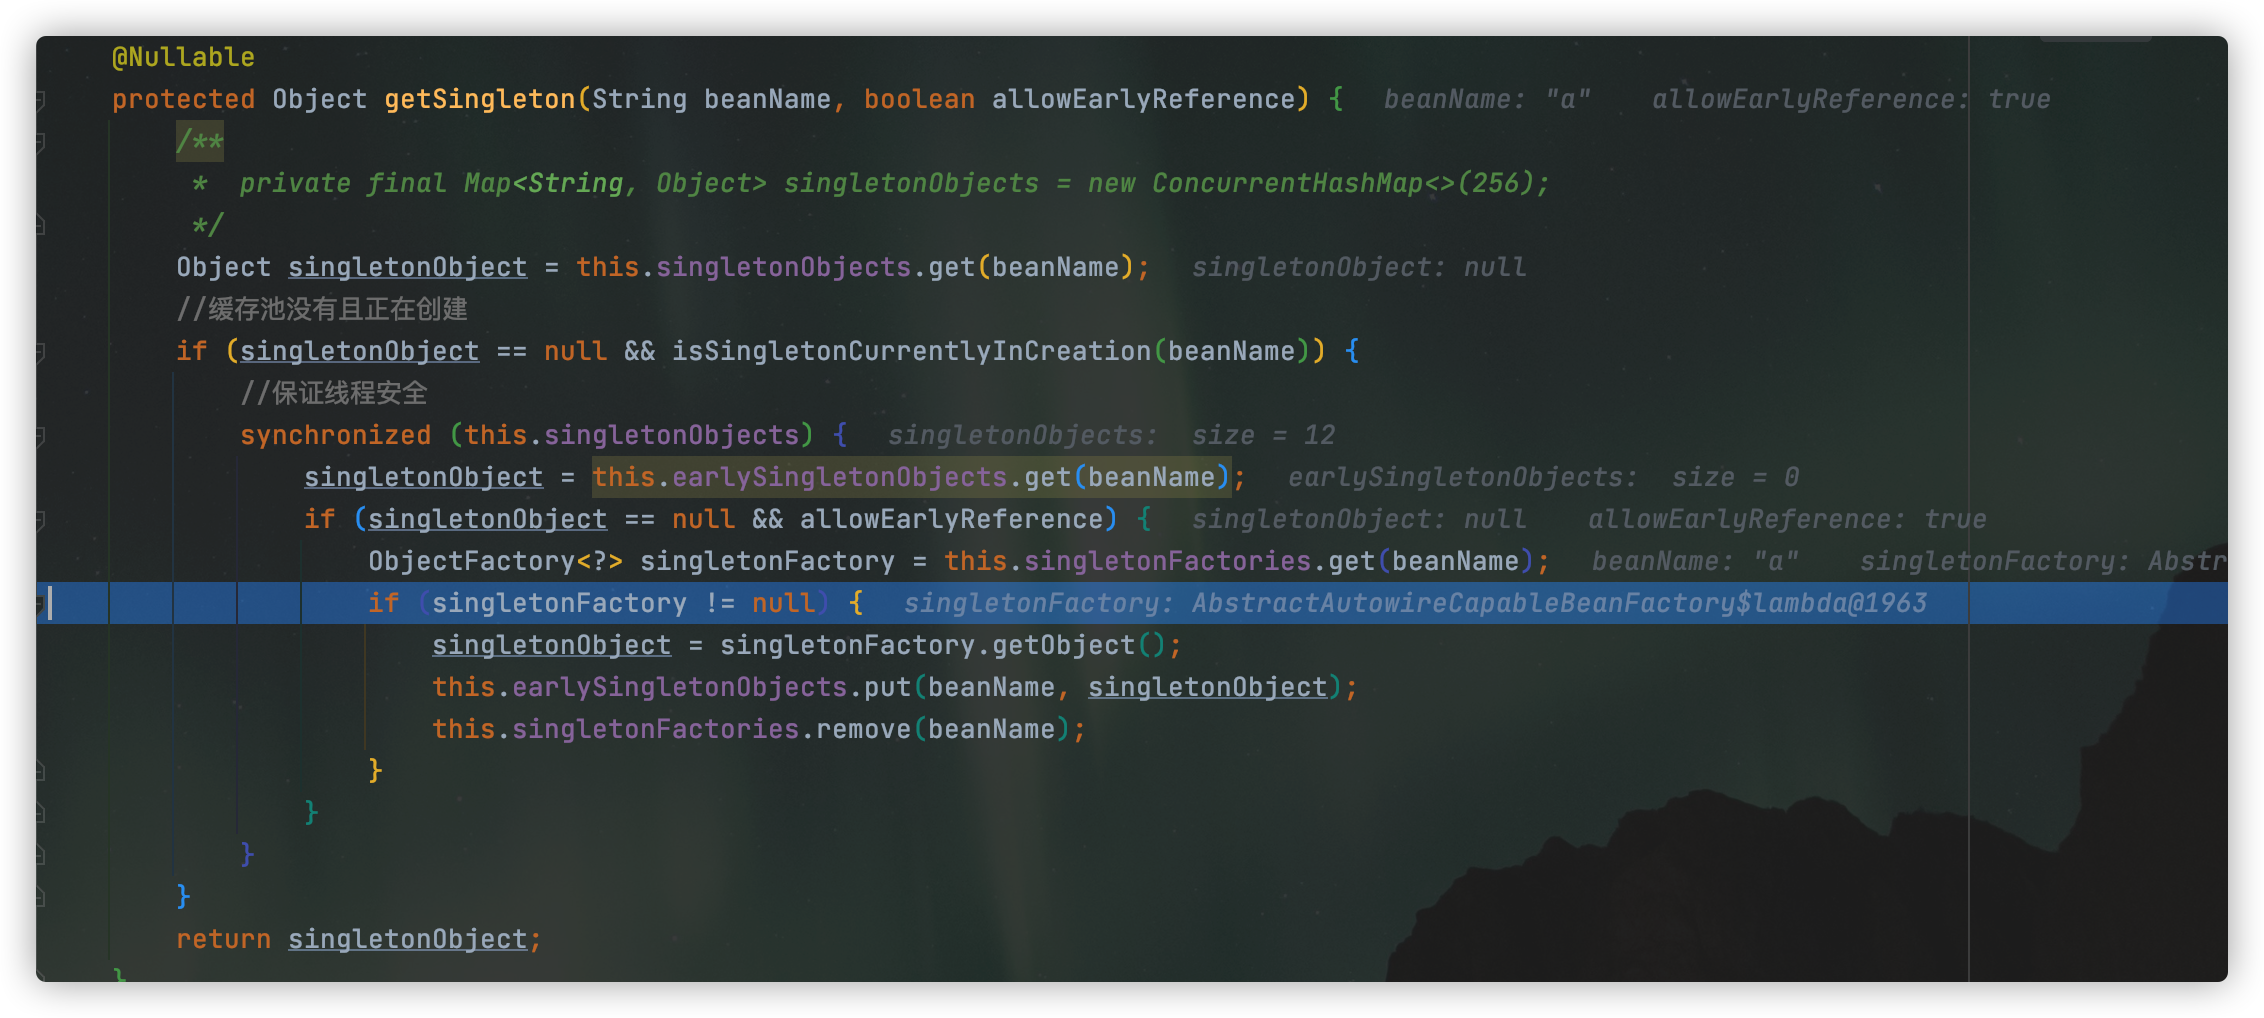 @Nullable
protected Object getSingleton(String beanName, boolean allowEarlyReference) {   beanName: "a"    allowEarlyReference: true
    /**
     *  private final Map<String, Object> singletonObjects = new ConcurrentHashMap<>(256);
     */
    Object singletonObject = this.singletonObjects.get(beanName);   singletonObject: null
    //缓存池没有且正在创建
    if (singletonObject == null && isSingletonCurrentlyInCreation(beanName)) {
        //保证线程安全
        synchronized (this.singletonObjects) {   singletonObjects:  size = 12
            singletonObject = this.earlySingletonObjects.get(beanName);   earlySingletonObjects:  size = 0
            if (singletonObject == null && allowEarlyReference) {   singletonObject: null    allowEarlyReference: true
                ObjectFactory<?> singletonFactory = this.singletonFactories.get(beanName);   beanName: "a"    singletonFactory: Abstr
                if (singletonFactory != null) {   singletonFactory: AbstractAutowireCapableBeanFactory$lambda@1963
                    singletonObject = singletonFactory.getObject();
                    this.earlySingletonObjects.put(beanName, singletonObject);
                    this.singletonFactories.remove(beanName);
                }
            }
        }
    }
    return singletonObject;
}